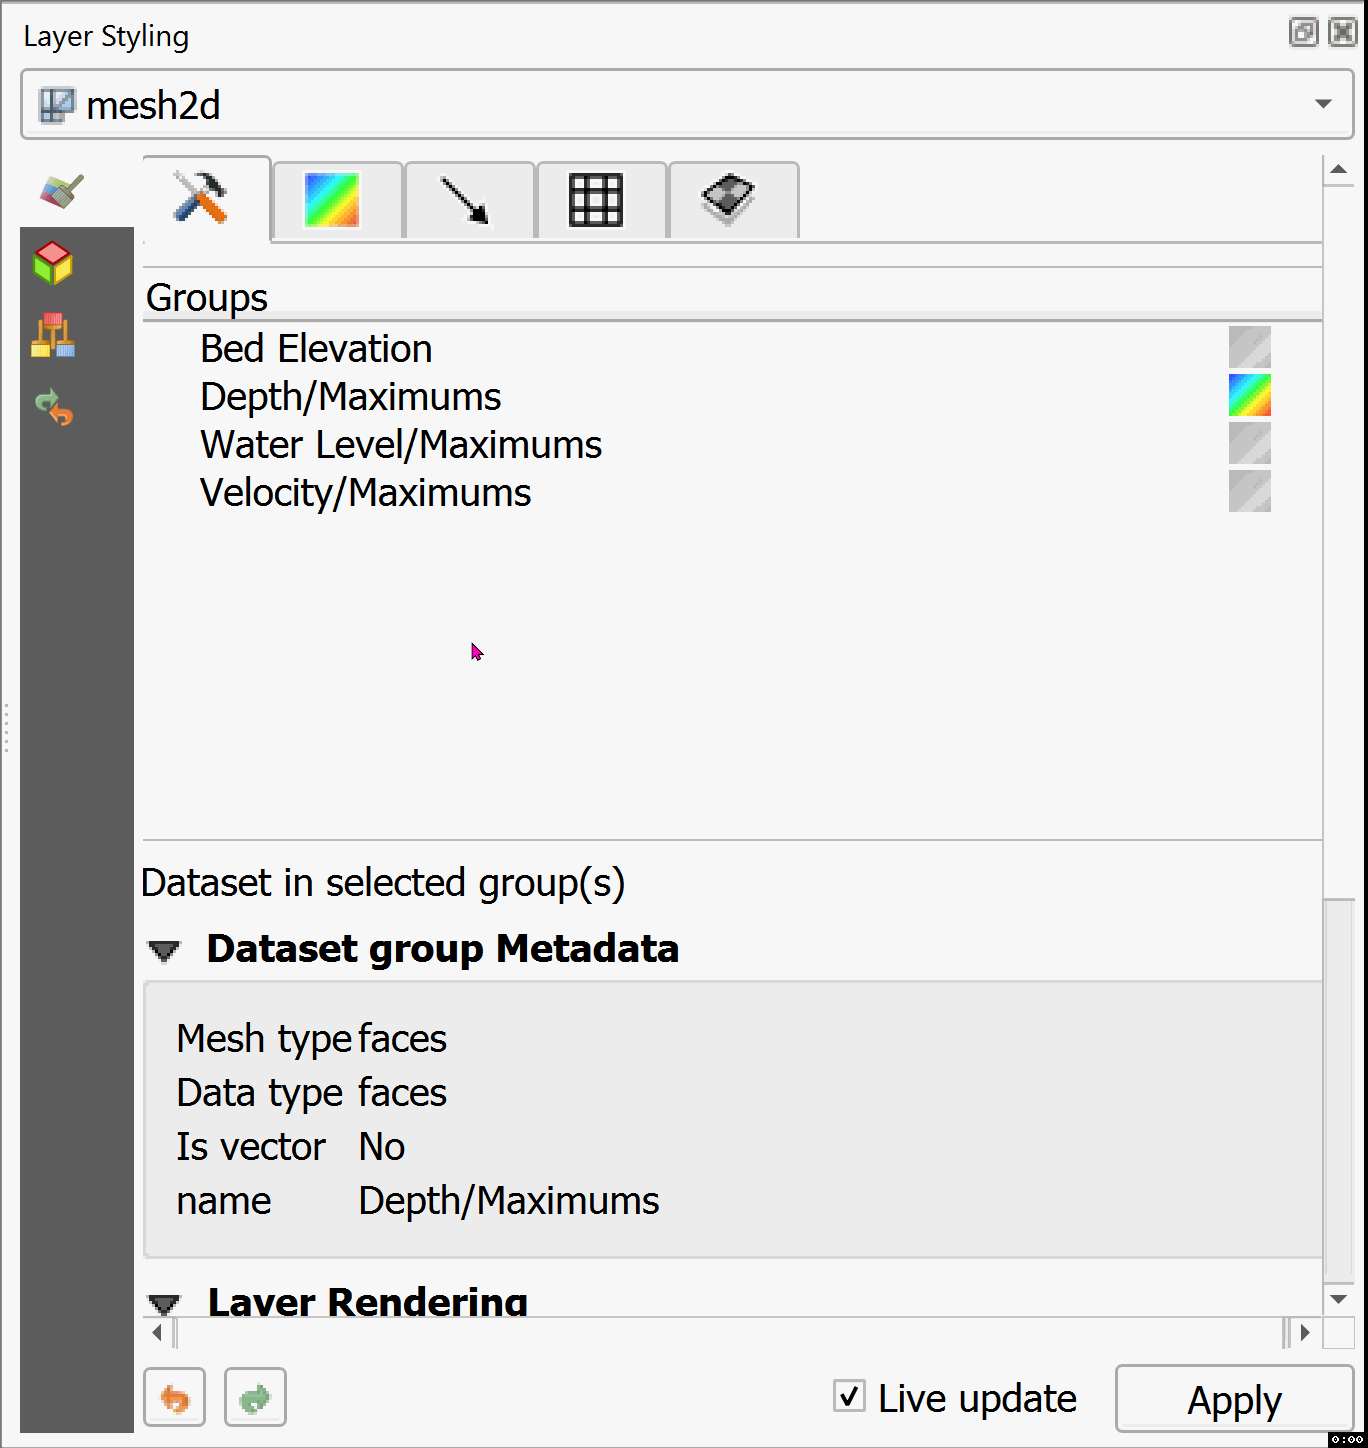 Layer Styling
mesh2d
Groups
Bed Elevation
Depth/Maximums
Water Level/Maximums
Velocity/Maximums
Dataset in selected group(s)
Dataset group Metadata
Mesh type faces
Data type faces
Is vector No
name Depth/Maximums
Layer Rendering
Live update
Apply
0:00